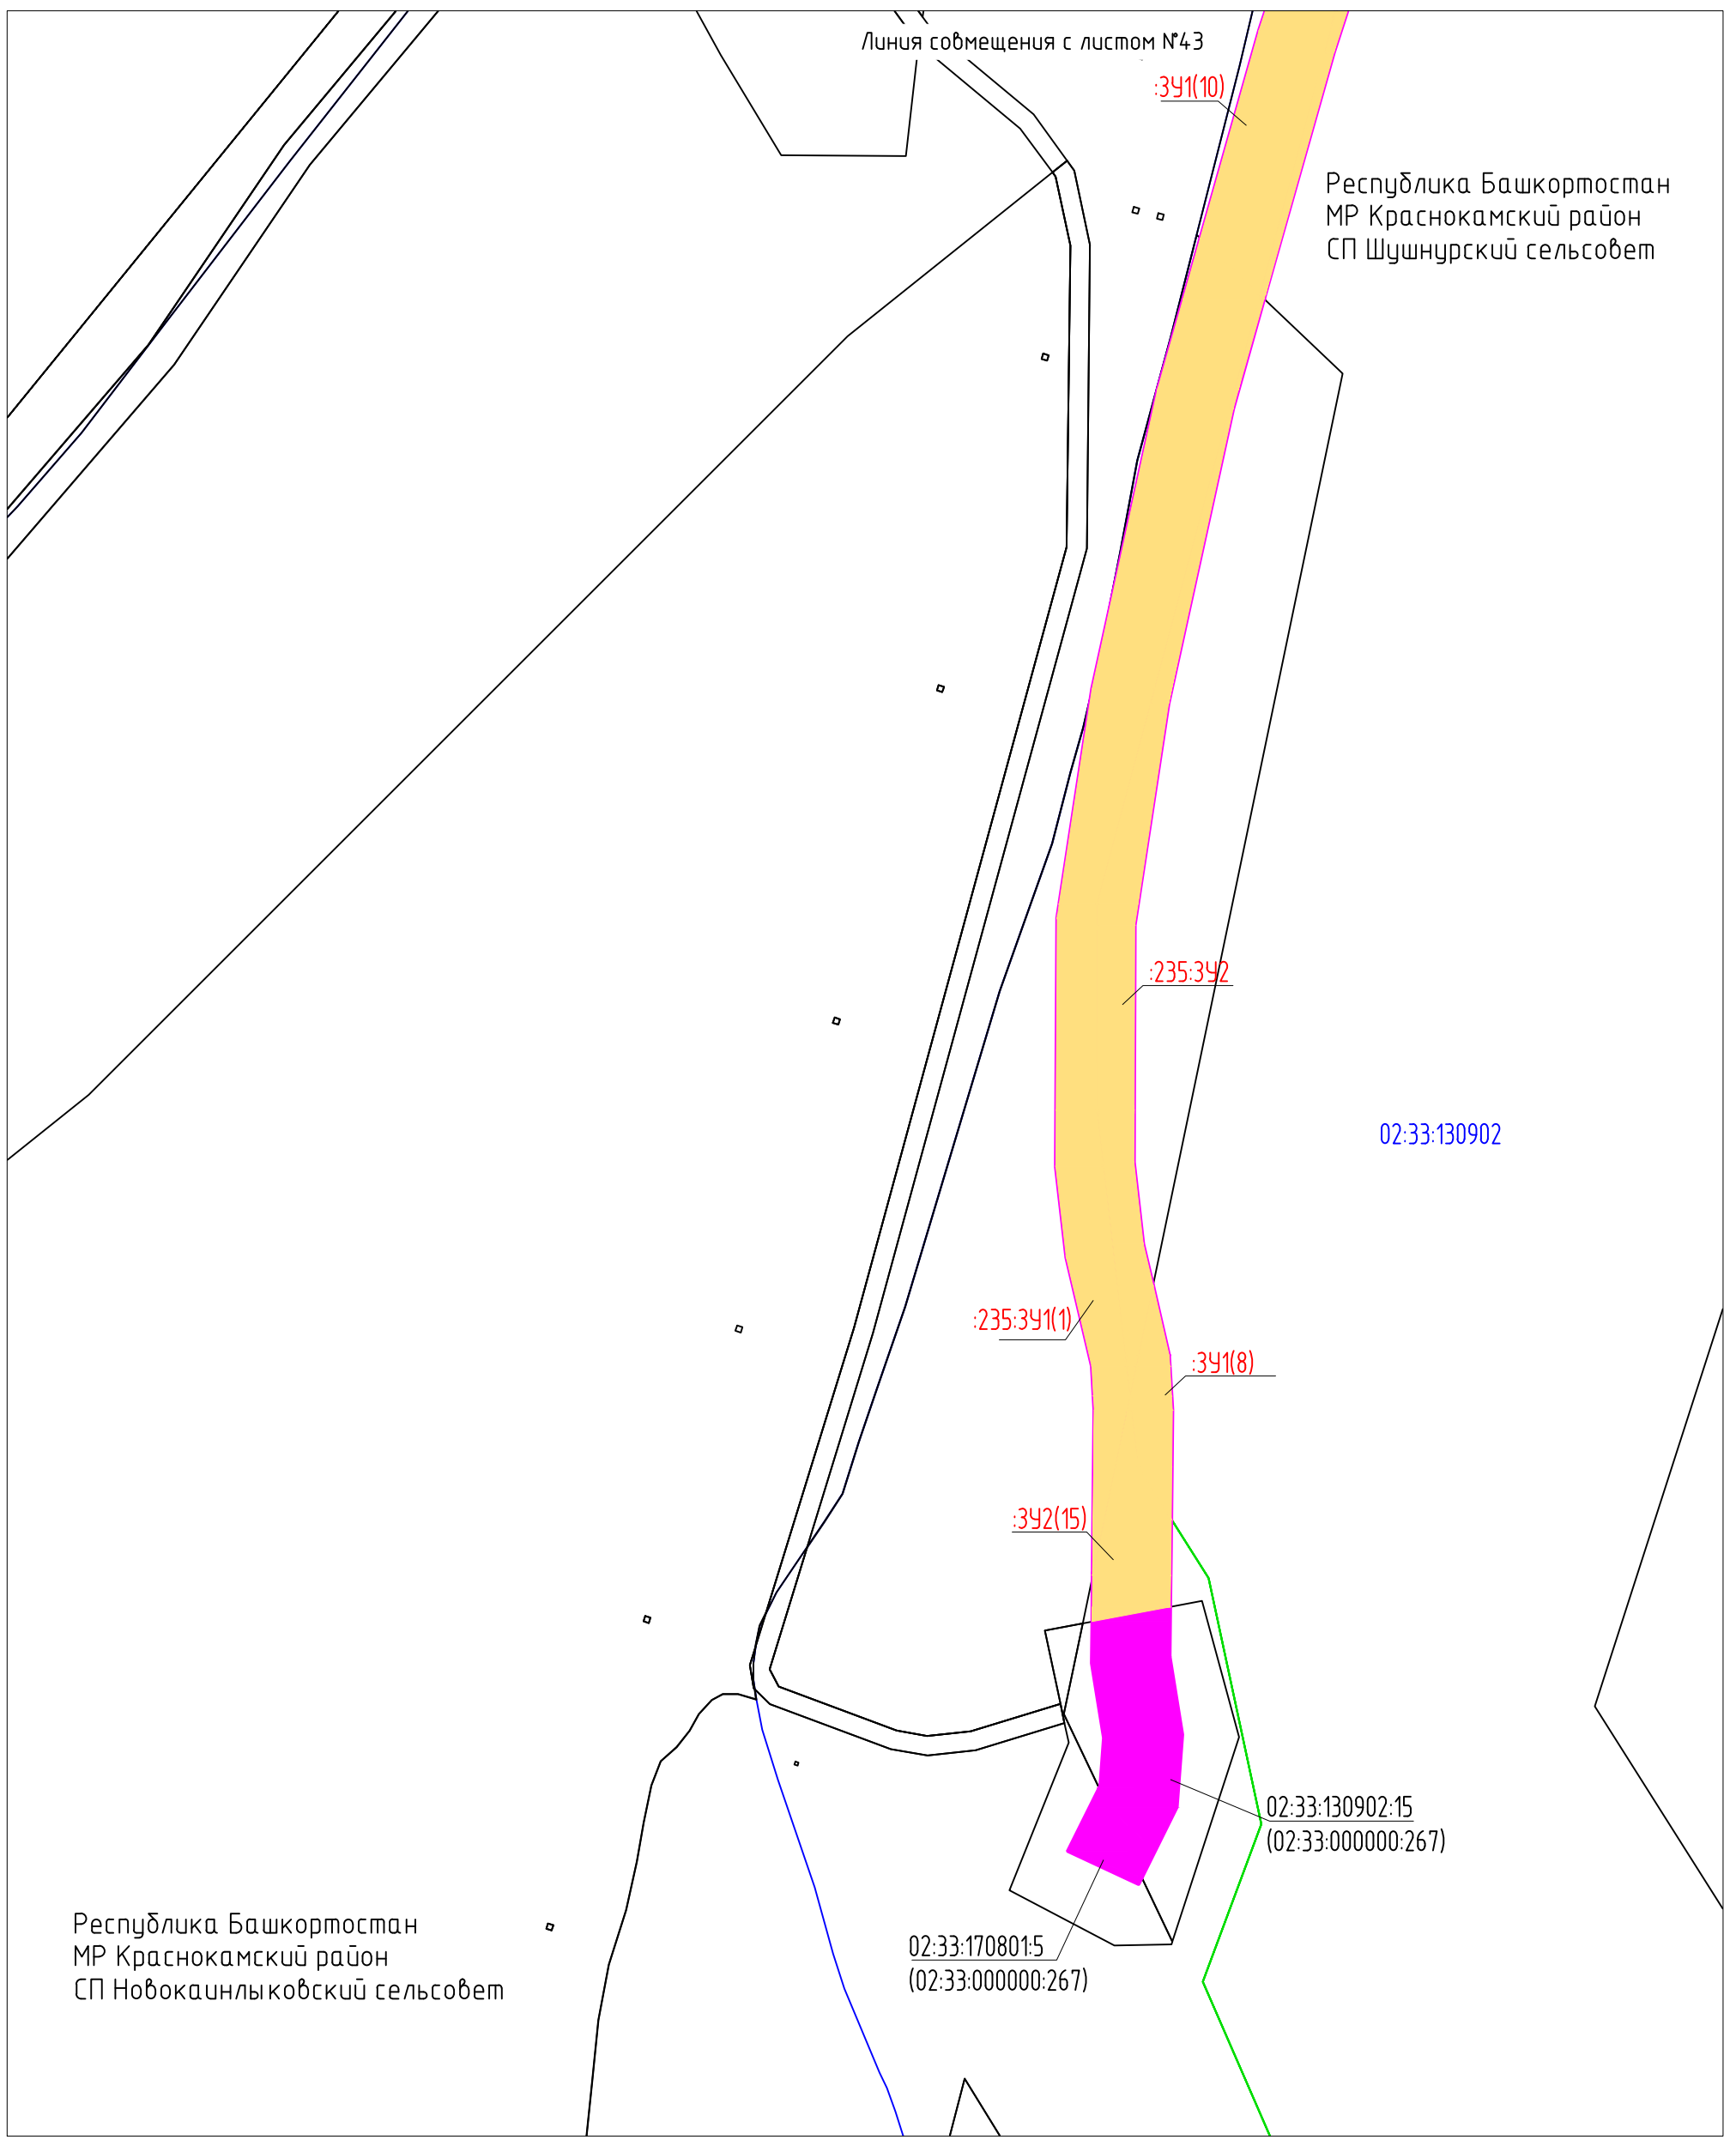 Линия совмещения с листом №43
:ЗУ1(10)
Республика Башкортостан
МР Краснокамский район
СП Шушнурский сельсовет
:235:ЗУ2
02:33:130902
:235:ЗУ1(1)
:ЗУ1(8)
:ЗУ2(15)
02:33:130902:15
(02:33:000000:267)
Республика Башкортостан
МР Краснокамский район
СП Новокаинлыковский сельсовет
02:33:170801:5
(02:33:000000:267)